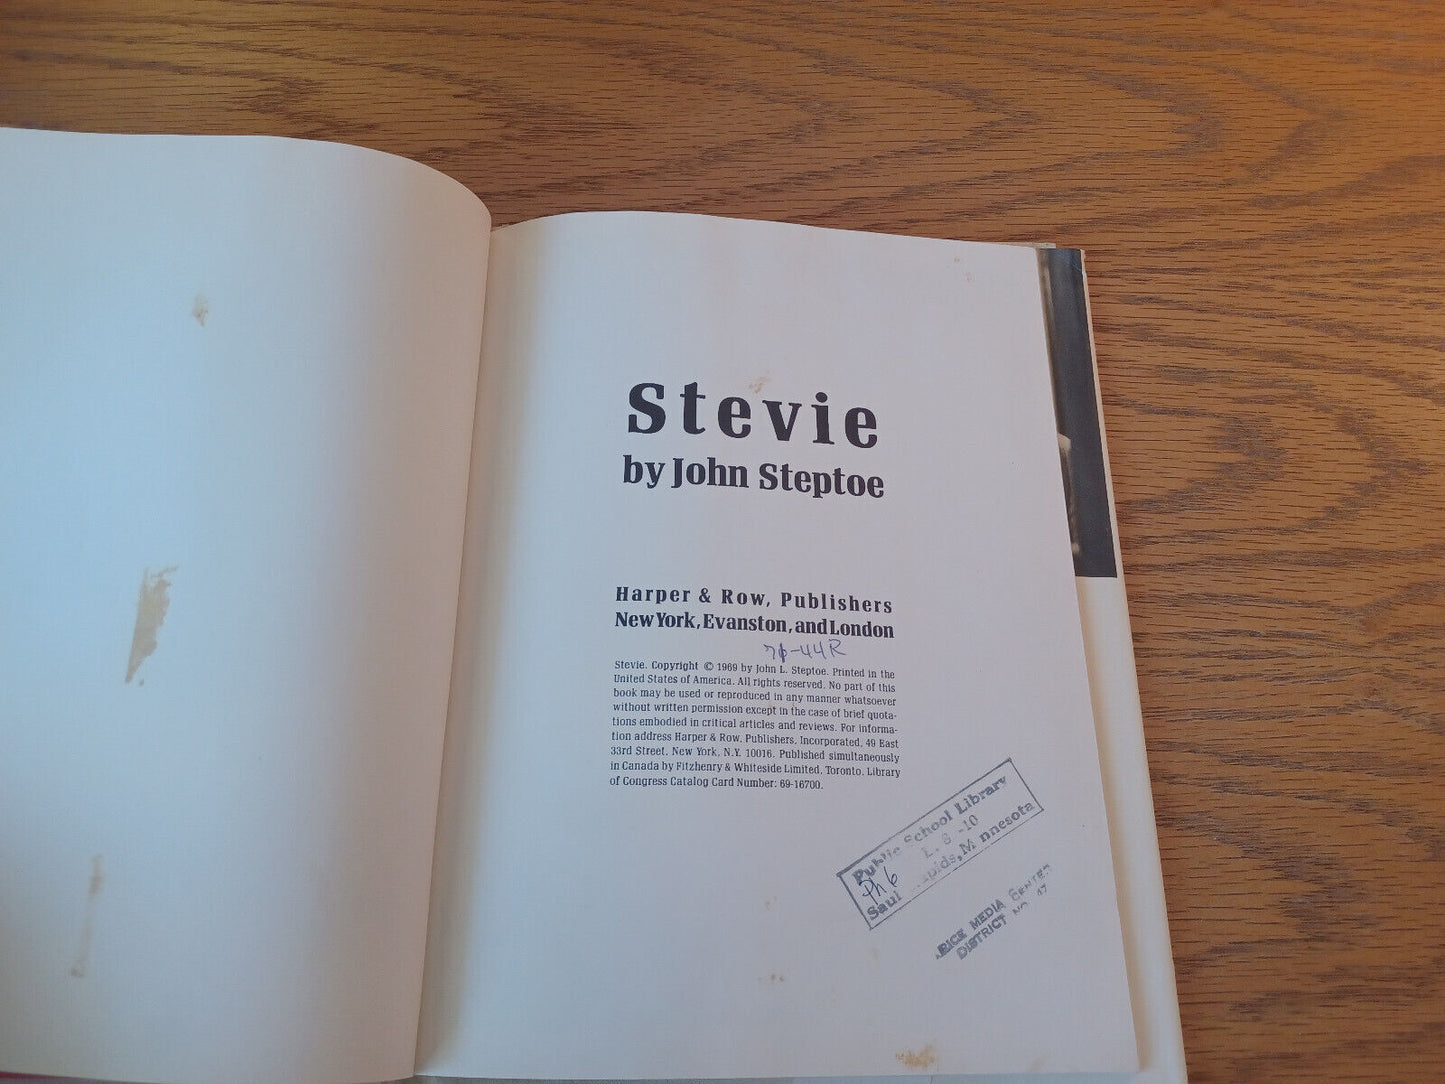 Stevie
by John Steptoe
Harper & Row, Publishers
New York, Evanston, and London
Stevie. Copyright © 1969 by John L. Steptoe. Printed in the
United States of America. All rights reserved. No part of this
book may be used or reproduced in any manner whatsoever
without written permission except in the case of brief quota-
tions embodied in critical articles and reviews. For informa-
tion address Harper & Row, Publishers, Incorporated, 49 East
33rd Street, New York, N.Y. 10016. Published simultaneously
in Canada by Fitzhenry & Whiteside Limited, Toronto. Library
of Congress Catalog Card Number: 69-16700.
Public School Library
Minnesota
RICE MEDIA CENTER
DISTRICT NO. 47